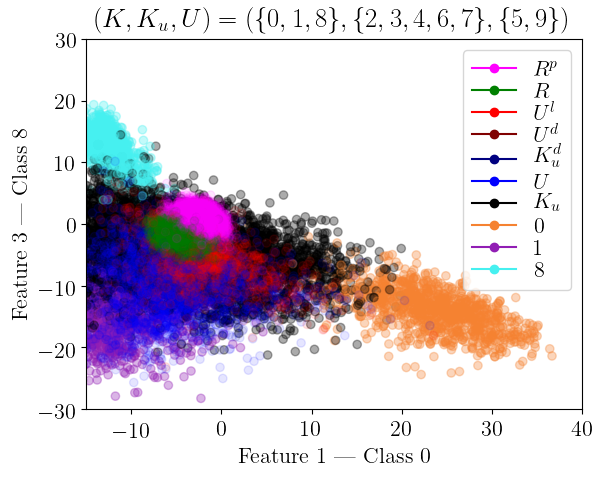 (K, K_u, U) = ({0, 1, 8}, {2, 3, 4, 6, 7}, {5, 9})
30
20
10
0
−10
−20
−30
Feature 3 — Class 8
R^p
R
U^l
U^d
K_u^d
U
K_u
0
1
8
−10 0 10 20 30 40
Feature 1 — Class 0